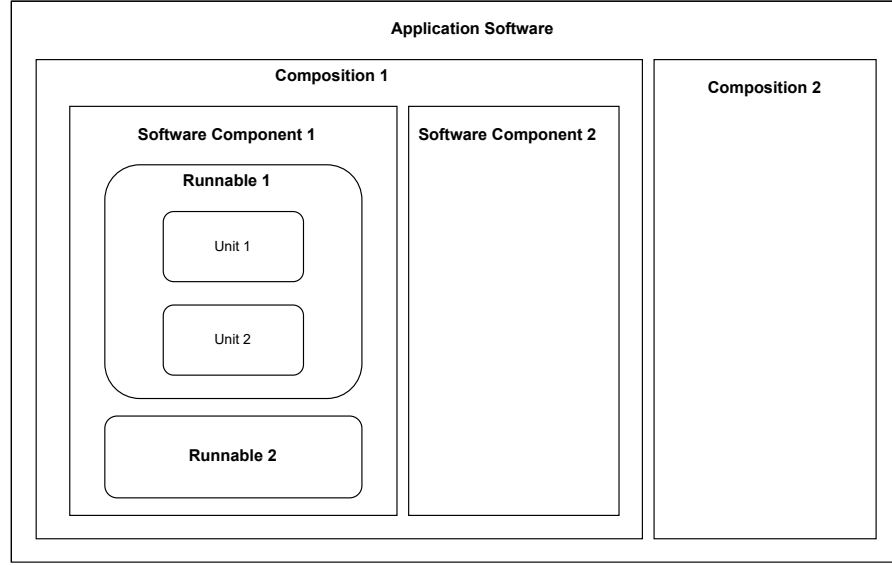 Application Software
Composition 1
Composition 2
Software Component 1
Software Component 2
Runnable 1
Unit 1
Unit 2
Runnable 2